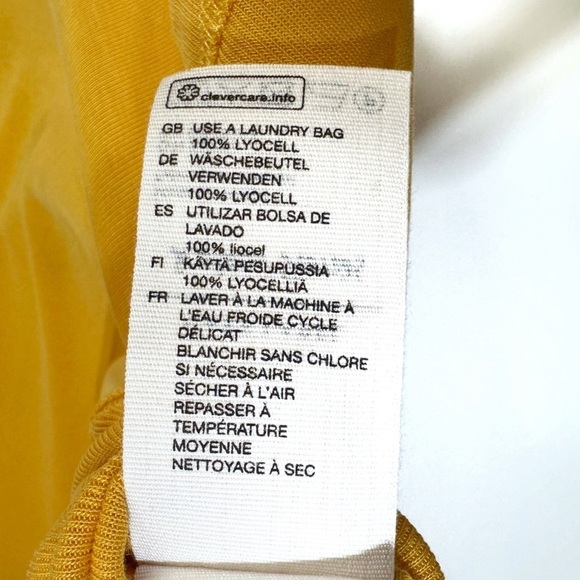 clevercare.info
GB USE A LAUNDRY BAG
100% LYOCELL
DE WÄSCHEBEUTEL
VERWENDEN
100% LYOCELL
ES UTILIZAR BOLSA DE
LAVADO
100% liocel
FI KÄYTÄ PESUPUSSIA
100% LYOCELLIÄ
FR LAVER À LA MACHINE À
L'EAU FROIDE CYCLE
DÉLICAT
BLANCHIR SANS CHLORE
SI NÉCESSAIRE
SÉCHER À L'AIR
REPASSER À
TEMPÉRATURE
MOYENNE
NETTOYAGE À SEC